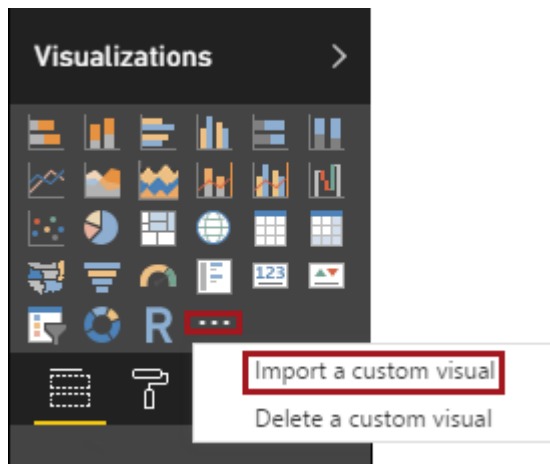 Visualizations
123
R
Import a custom visual
Delete a custom visual